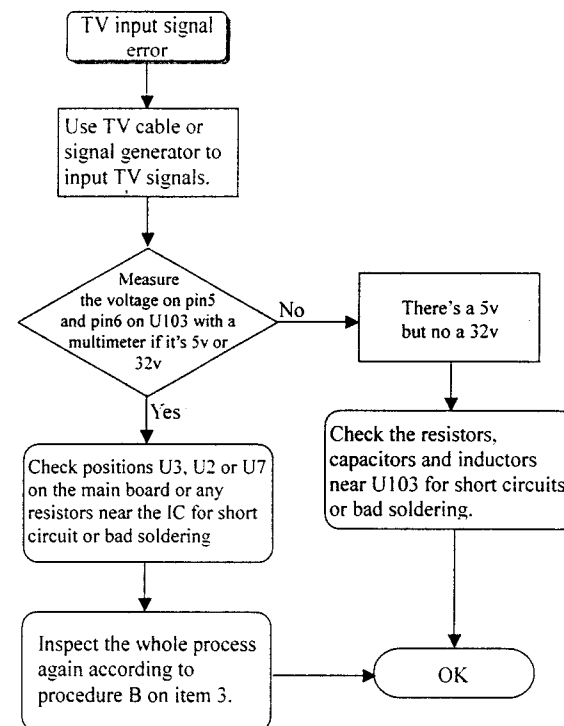 TV input signal
error
Use TV cable or
signal generator to
input TV signals.
Measure
the voltage on pin5
and pin6 on U103 with a
multimeter if it's 5v or
32v
No
There's a 5v
but no a 32v
Yes
Check the resistors,
capacitors and inductors
near U103 for short circuits
or bad soldering.
Check positions U3, U2 or U7
on the main board or any
resistors near the IC for short
circuit or bad soldering
Inspect the whole process
again according to
procedure B on item 3.
OK